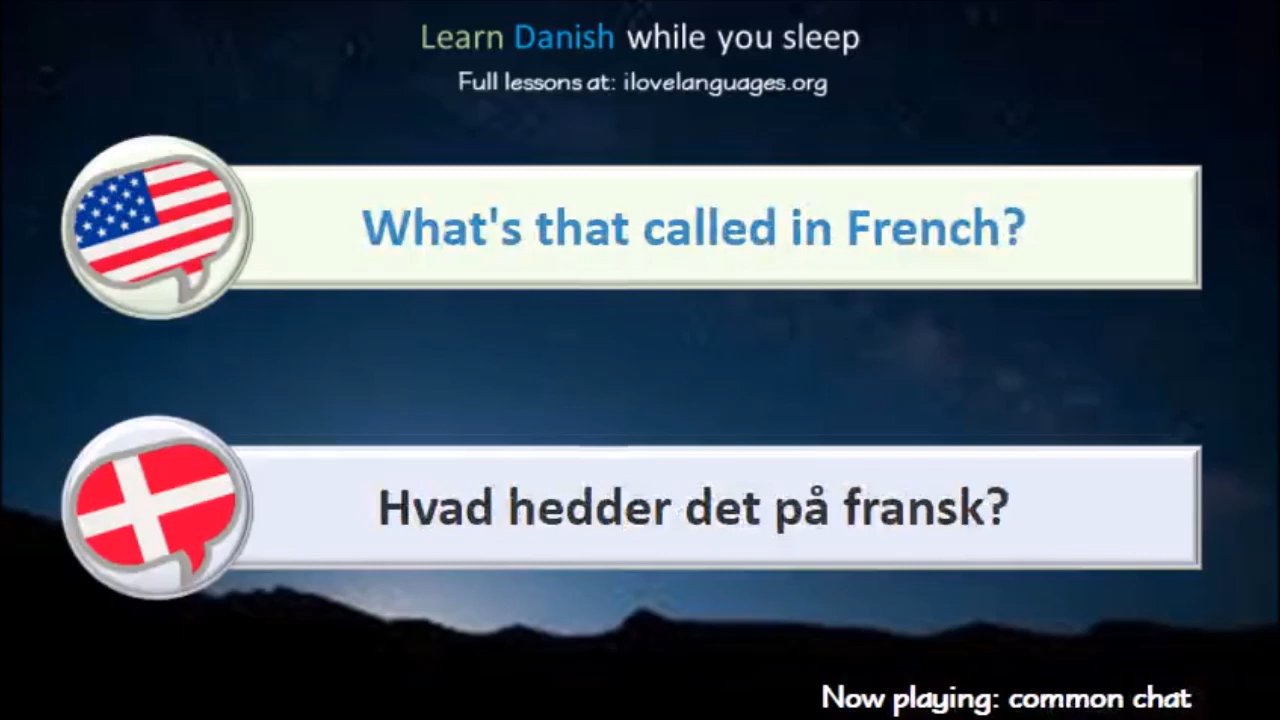 Learn Danish while you sleep
Full lessons at: ilovelanguages.org
What's that called in French?
Hvad hedder det på fransk?
Now playing: common chat